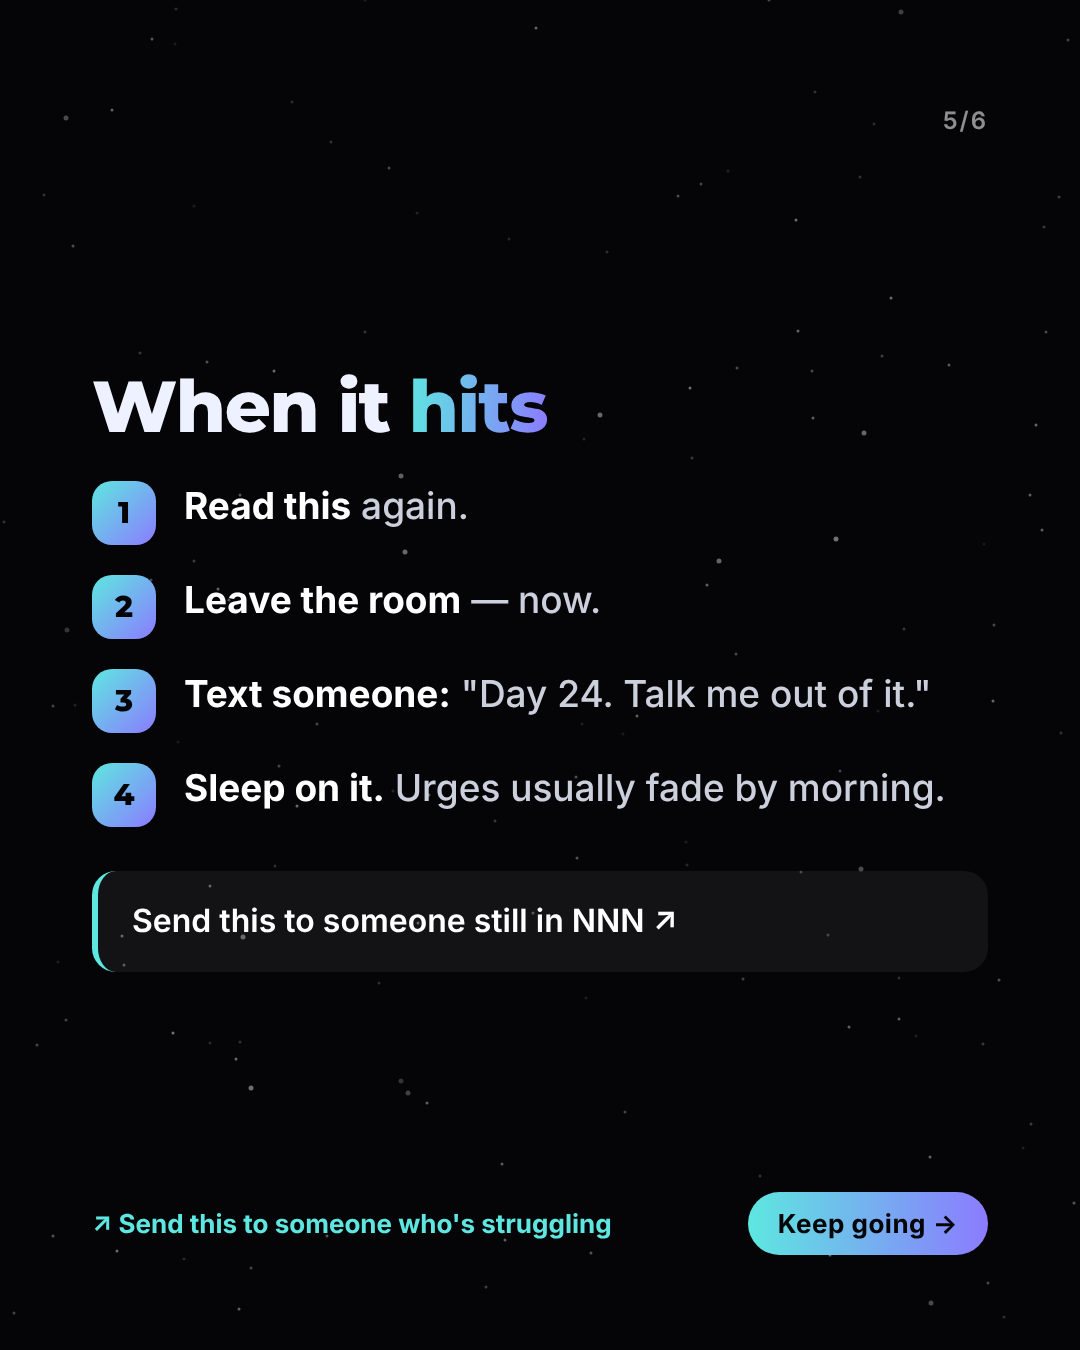 5/6
When it hits
1 Read this again.
2 Leave the room — now.
3 Text someone: "Day 24. Talk me out of it."
4 Sleep on it. Urges usually fade by morning.
Send this to someone still in NNN ↗
↗ Send this to someone who's struggling
Keep going →